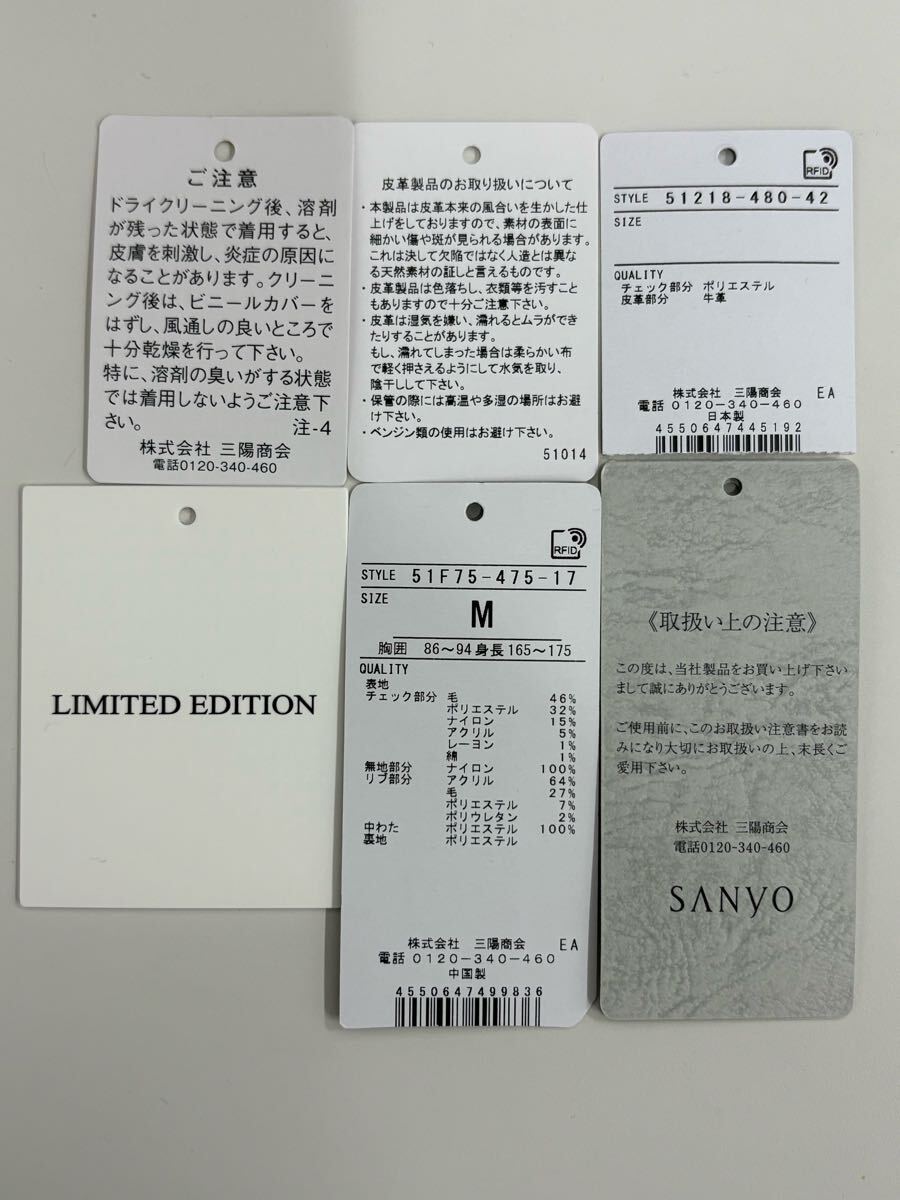 ご注意
ドライクリーニング後、溶剤
が残った状態で着用すると、
皮膚を刺激し、炎症の原因に
なることがあります。クリーニ
ング後は、ビニールカバーを
はずし、風通しの良いところで
十分乾燥を行って下さい。
特に、溶剤の臭いがする状態
では着用しないようご注意下
さい。 注-4
株式会社 三陽商会
電話0120-340-460
皮革製品のお取り扱いについて
・本製品は皮革本来の風合いを生かした仕
上げをしておりますので、素材の表面に
細かい傷や斑が見られる場合があります。
これは決して欠陥ではなく人造とは異な
る天然素材の証しと言えるものです。
・皮革製品は色落ちし、衣類等を汚すこと
もありますので十分ご注意下さい。
・皮革は湿気を嫌い、濡れるとムラができ
たりすることがあります。
もし、濡れてしまった場合は柔らかい布
で軽く押さえるようにして水気を取り、
陰干しして下さい。
・保管の際には高温や多湿の場所はお避
け下さい。
・ベンジン類の使用はお避け下さい。
51014
RFID
STYLE 51218-480-42
SIZE
QUALITY
チェック部分 ポリエステル
皮革部分 牛革
株式会社 三陽商会 EA
電話 0120-340-460
日本製
4550647445192
LIMITED EDITION
RFID
STYLE 51F75-475-17
SIZE
M
胸囲 86～94身長165～175
QUALITY
表地
チェック部分 毛 46%
ポリエステル 32%
ナイロン 15%
アクリル 5%
レーヨン 1%
綿 1%
無地部分 ナイロン 100%
リブ部分 アクリル 64%
毛 27%
ポリエステル 7%
ポリウレタン 2%
中わた ポリエステル 100%
裏地 ポリエステル
株式会社 三陽商会 EA
電話 0120-340-460
中国製
4550647499836
《取扱い上の注意》
この度は、当社製品をお買い上げ下さい
まして誠にありがとうございます。
ご使用前に、このお取扱い注意書をお読
みになり大切にお取扱いの上、末長くご
愛用下さい。
株式会社 三陽商会
電話0120-340-460
SANYO